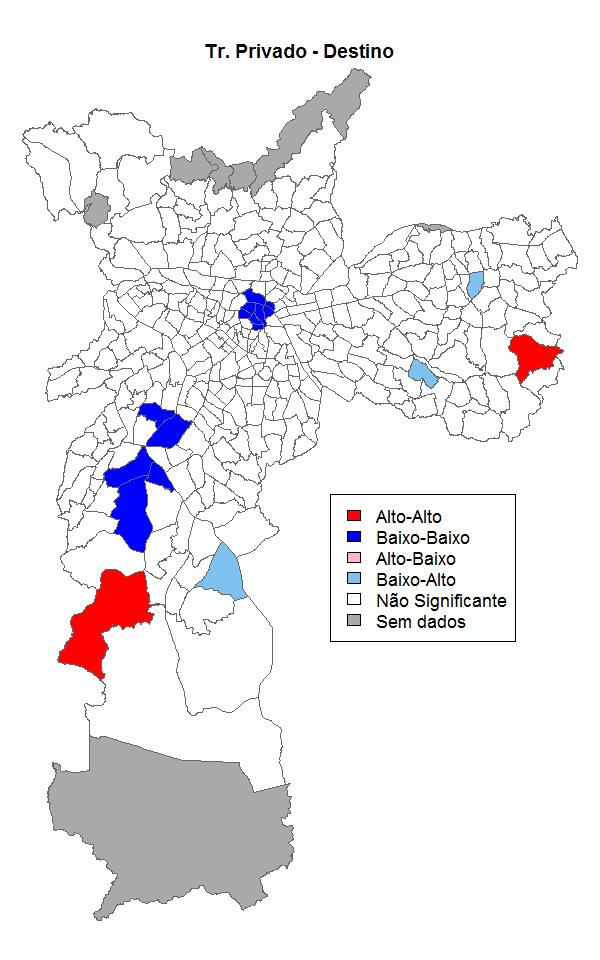 Tr. Privado - Destino
Alto-Alto
Baixo-Baixo
Alto-Baixo
Baixo-Alto
Não Significante
Sem dados